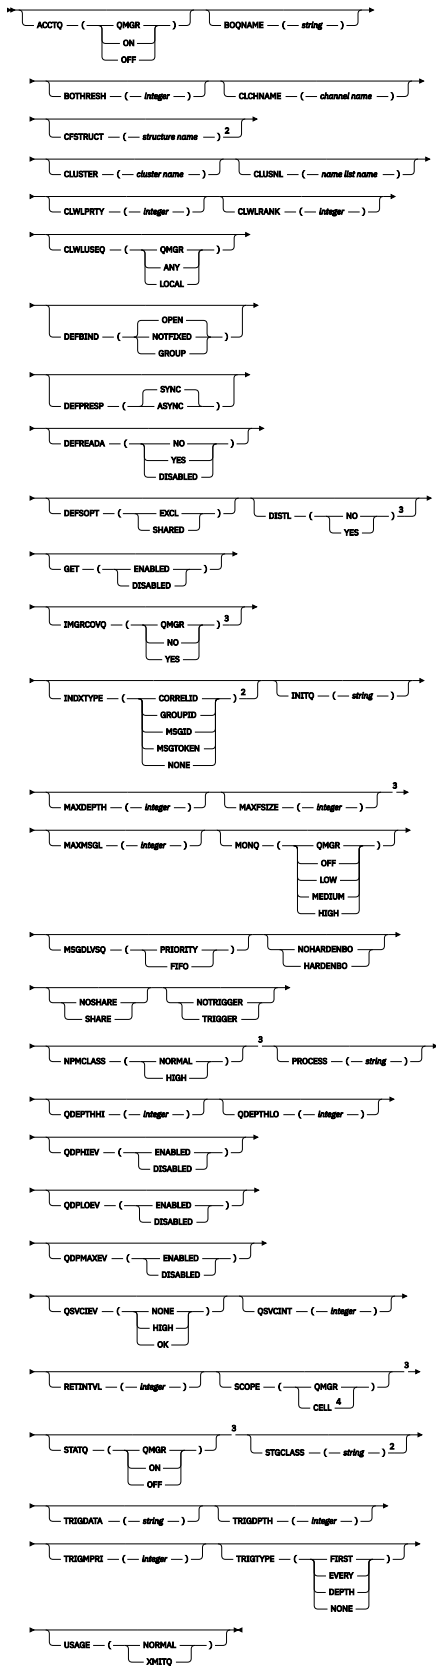 ACCTQ ( QMGR ) BOQNAME ( string )
ON
OFF
BOTHRESH ( integer ) CLCHNAME ( channel name )
CFSTRUCT ( structure name ) 2
CLUSTER ( cluster name ) CLUSNL ( name list name )
CLWLPRTY ( integer ) CLWLRANK ( integer )
CLWLUSEQ ( QMGR )
ANY
LOCAL
OPEN
DEFBIND ( NOTFIXED )
GROUP
SYNC
DEFPRESP ( ASYNC )
DEFREADA ( NO )
YES
DISABLED
DEFSOPT ( EXCL ) DISTL ( NO ) 3
SHARED YES
GET ( ENABLED )
DISABLED
IMGRCOVQ ( QMGR ) 3
NO
YES
INDXTYPE ( CORRELID ) 2 INITQ ( string )
GROUPID
MSGID
MSGTOKEN
NONE
MAXDEPTH ( integer ) MAXFSIZE ( integer ) 3
MAXMSGL ( integer ) MONQ ( QMGR )
OFF
LOW
MEDIUM
HIGH
MSGDLVSQ ( PRIORITY ) NOHARDENBO
FIFO HARDENBO
NOSHARE NOTRIGGER
SHARE TRIGGER
NPMCLASS ( NORMAL ) 3 PROCESS ( string )
HIGH
QDEPTHHI ( integer ) QDEPTHLO ( integer )
QDPHIEV ( ENABLED )
DISABLED
QDPLOEV ( ENABLED )
DISABLED
QDPMAXEV ( ENABLED )
DISABLED
QSVCIEV ( NONE ) QSVCINT ( integer )
HIGH
OK
RETINTVL ( integer ) SCOPE ( QMGR ) 3
CELL 4
STATQ ( QMGR ) 3 STGCLASS ( string ) 2
ON
OFF
TRIGDATA ( string ) TRIGDPTH ( integer )
TRIGMPRI ( integer ) TRIGTYPE ( FIRST )
EVERY
DEPTH
NONE
USAGE ( NORMAL )
XMITQ